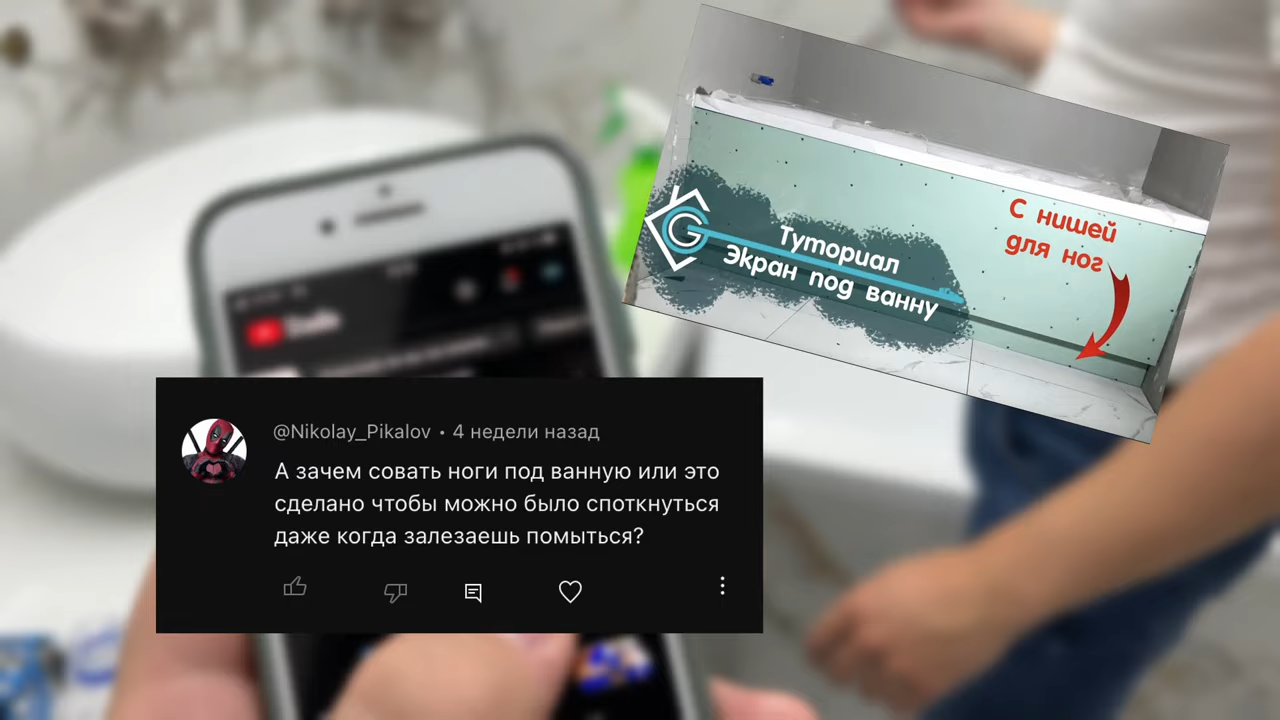 С нишей
для ног
Туториал
Экран под ванну
@Nikolay_Pikalov • 4 недели назад
А зачем совать ноги под ванную или это
сделано чтобы можно было споткнуться
даже когда залезаешь помыться?